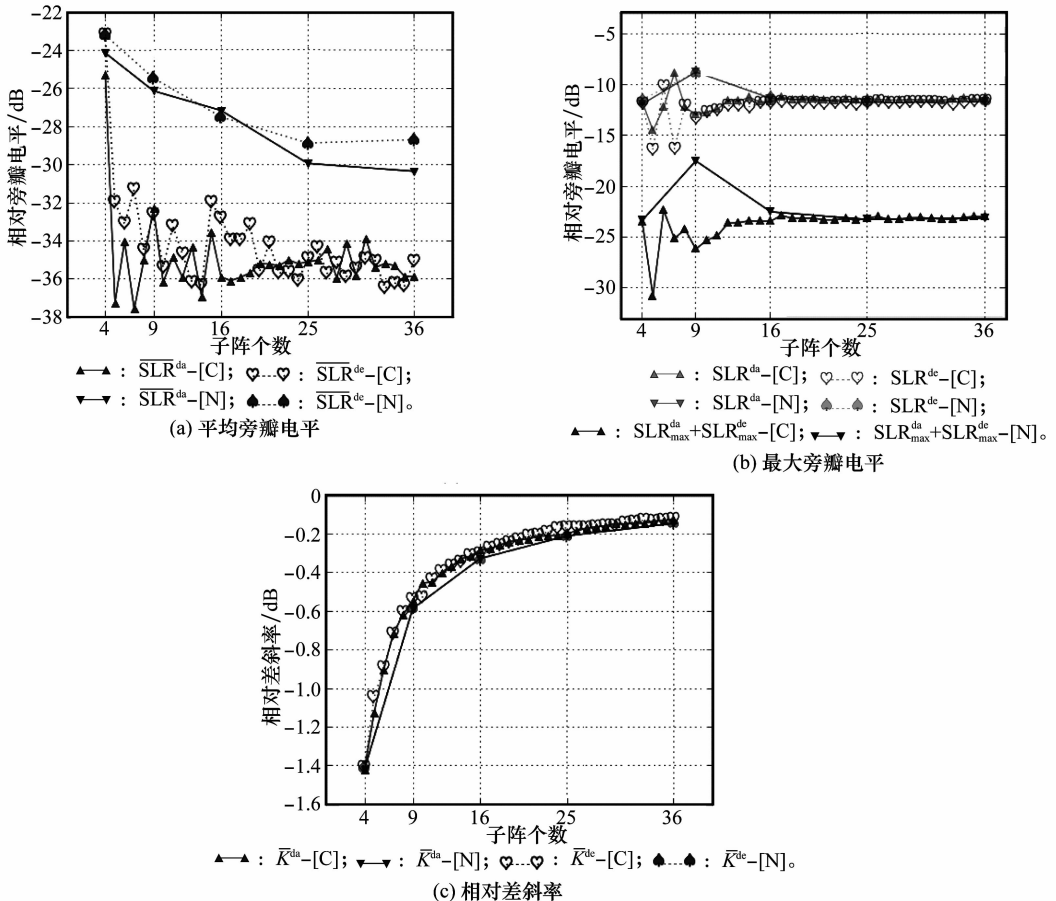 −22
−24
−26
−28
−30
−32
−34
−36
−38
相对旁瓣电平/dB
4 9 16 25 36
子阵个数
: SLR^da−[C]; : SLR^de−[C];
: SLR^da−[N]; : SLR^de−[N]。
(a) 平均旁瓣电平
−5
−10
−15
−20
−25
−30
相对旁瓣电平/dB
4 9 16 25 36
子阵个数
: SLR^da−[C]; : SLR^de−[C];
: SLR^da−[N]; : SLR^de−[N];
: SLR^da_max+SLR^de_max−[C]; : SLR^da_max+SLR^de_max−[N]。
(b) 最大旁瓣电平
0
−0.2
−0.4
−0.6
−0.8
−1.0
−1.2
−1.4
−1.6
相对差斜率/dB
4 9 16 25 36
子阵个数
: K̅^da−[C]; : K̅^da−[N]; : K̅^de−[C]; : K̅^de−[N]。
(c) 相对差斜率